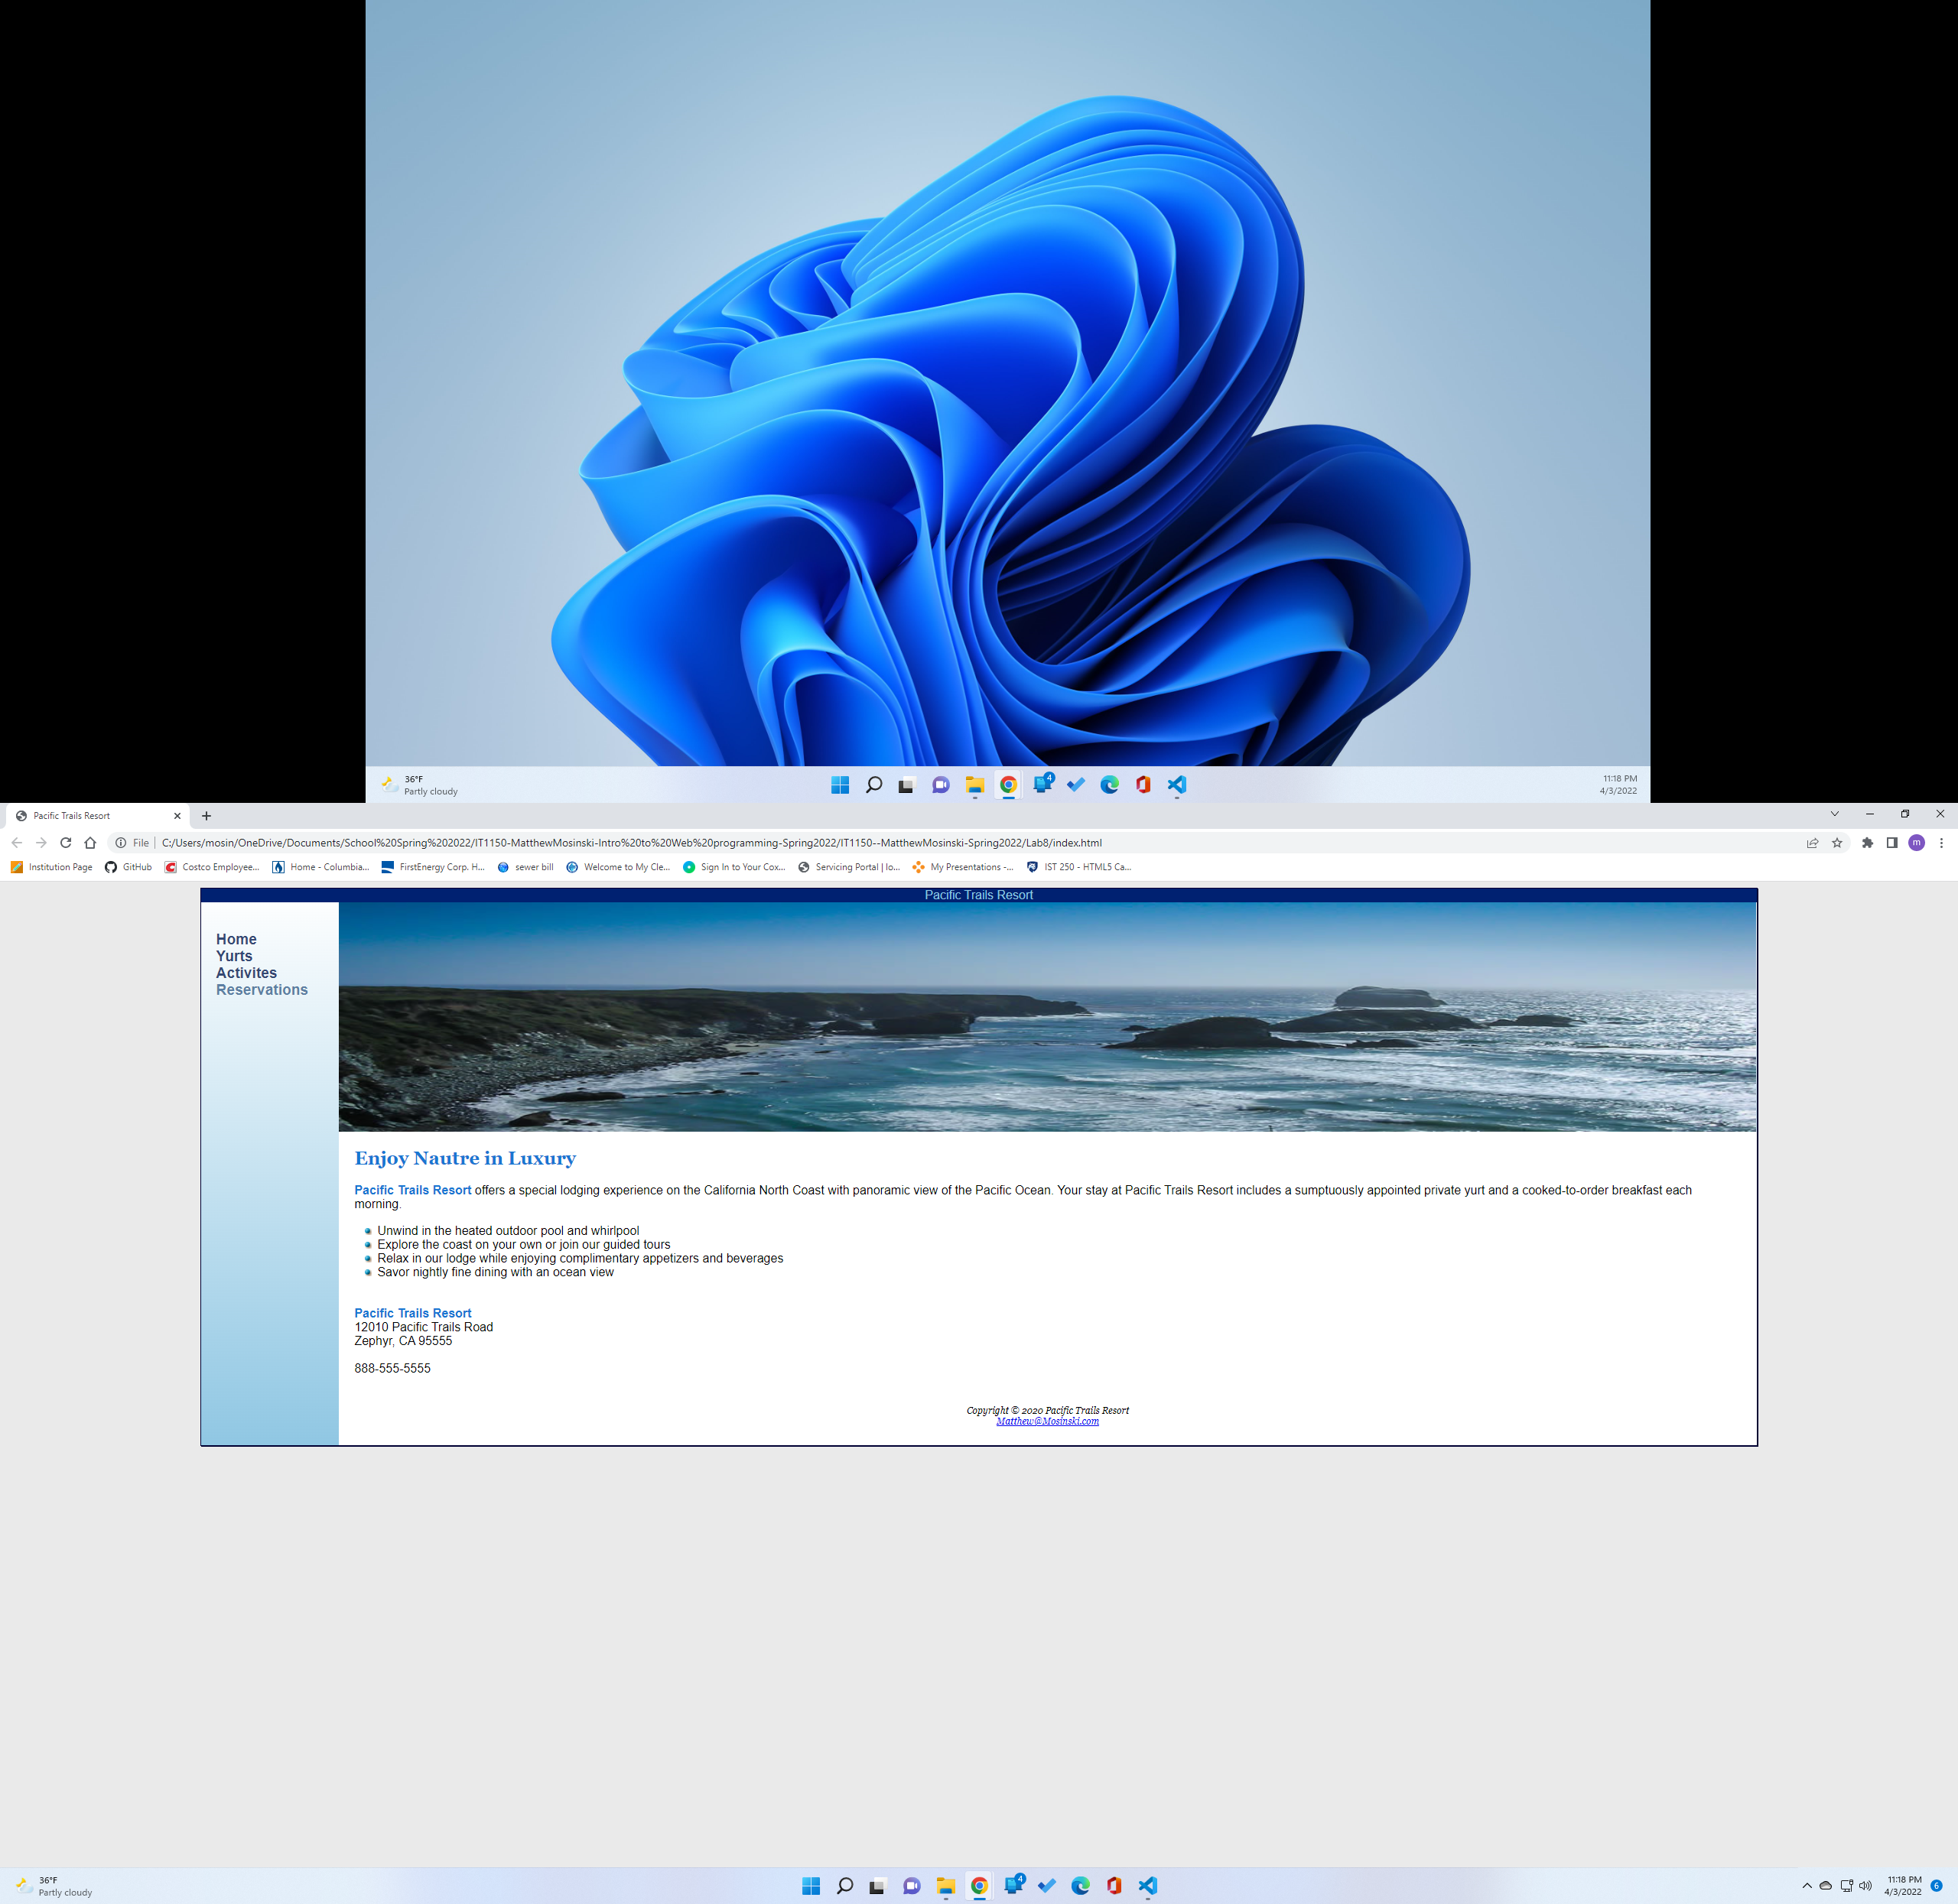 36°F
Partly cloudy
4
11:18 PM
4/3/2022
Pacific Trails Resort
File
C:/Users/mosin/OneDrive/Documents/School%20Spring%202022/IT1150-MatthewMosinski-Intro%20to%20Web%20programming-Spring2022/IT1150--MatthewMosinski-Spring2022/Lab8/index.html
m
Institution Page GitHub Costco Employee... Home - Columbia... FirstEnergy Corp. H... sewer bill Welcome to My Cle... Sign In to Your Cox... Servicing Portal | lo... My Presentations -... IST 250 - HTML5 Ca...
Pacific Trails Resort
Home
Yurts
Activites
Reservations
Enjoy Nautre in Luxury
Pacific Trails Resort offers a special lodging experience on the California North Coast with panoramic view of the Pacific Ocean. Your stay at Pacific Trails Resort includes a sumptuously appointed private yurt and a cooked-to-order breakfast each
morning.
Unwind in the heated outdoor pool and whirlpool
Explore the coast on your own or join our guided tours
Relax in our lodge while enjoying complimentary appetizers and beverages
Savor nightly fine dining with an ocean view
Pacific Trails Resort
12010 Pacific Trails Road
Zephyr, CA 95555
888-555-5555
Copyright © 2020 Pacific Trails Resort
Matthew@Mosinski.com
36°F
Partly cloudy
4
11:18 PM
4/3/2022
6